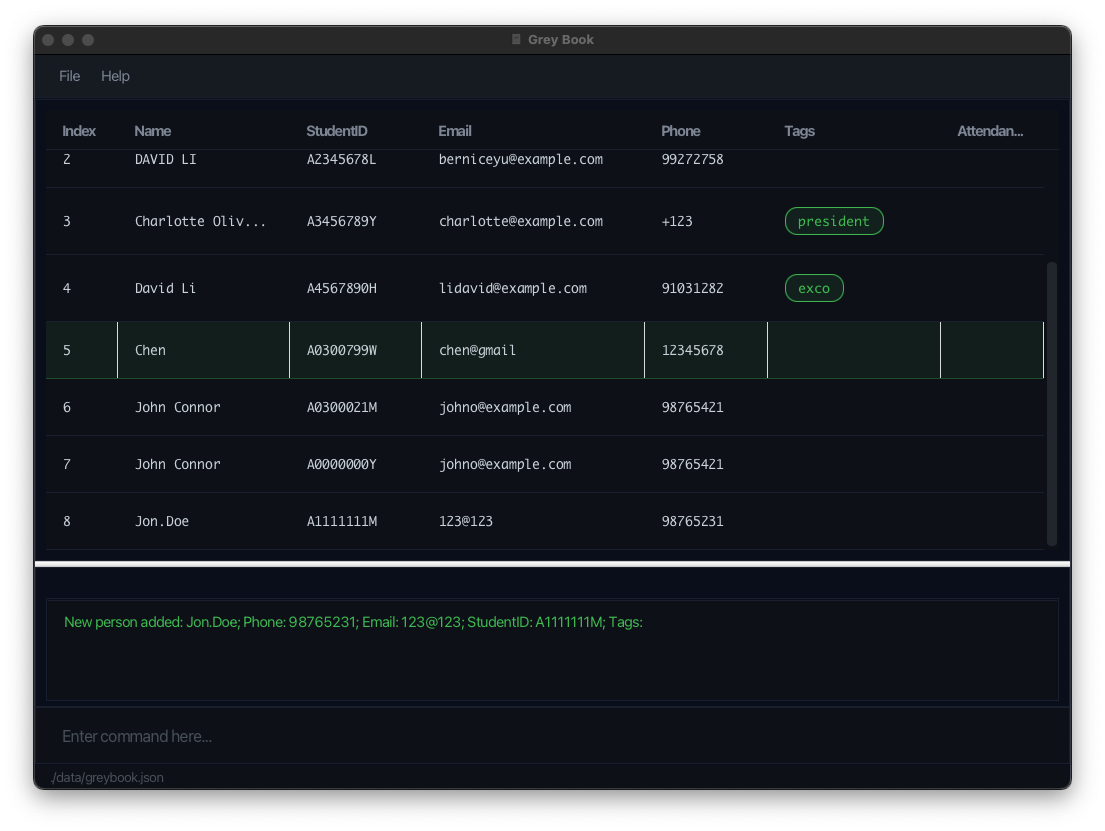 Grey Book
File Help
Index Name StudentID Email Phone Tags Attendan...
2 DAVID LI A2345678L berniceyu@example.com 99272758
3 Charlotte Oliv... A3456789Y charlotte@example.com +123 president
4 David Li A4567890H lidavid@example.com 91031282 exco
5 Chen A0300799W chen@gmail 12345678
6 John Connor A0300021M johno@example.com 98765421
7 John Connor A0000000Y johno@example.com 98765421
8 Jon.Doe A1111111M 123@123 98765231
New person added: Jon.Doe; Phone: 98765231; Email: 123@123; StudentID: A1111111M; Tags:
Enter command here...
./data/greybook.json